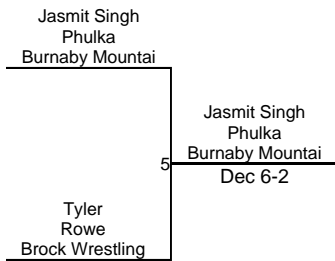 Jasmit Singh
Phulka
Burnaby Mountai
Jasmit Singh
Phulka
Burnaby Mountai
5
Dec 6-2
Tyler
Rowe
Brock Wrestling